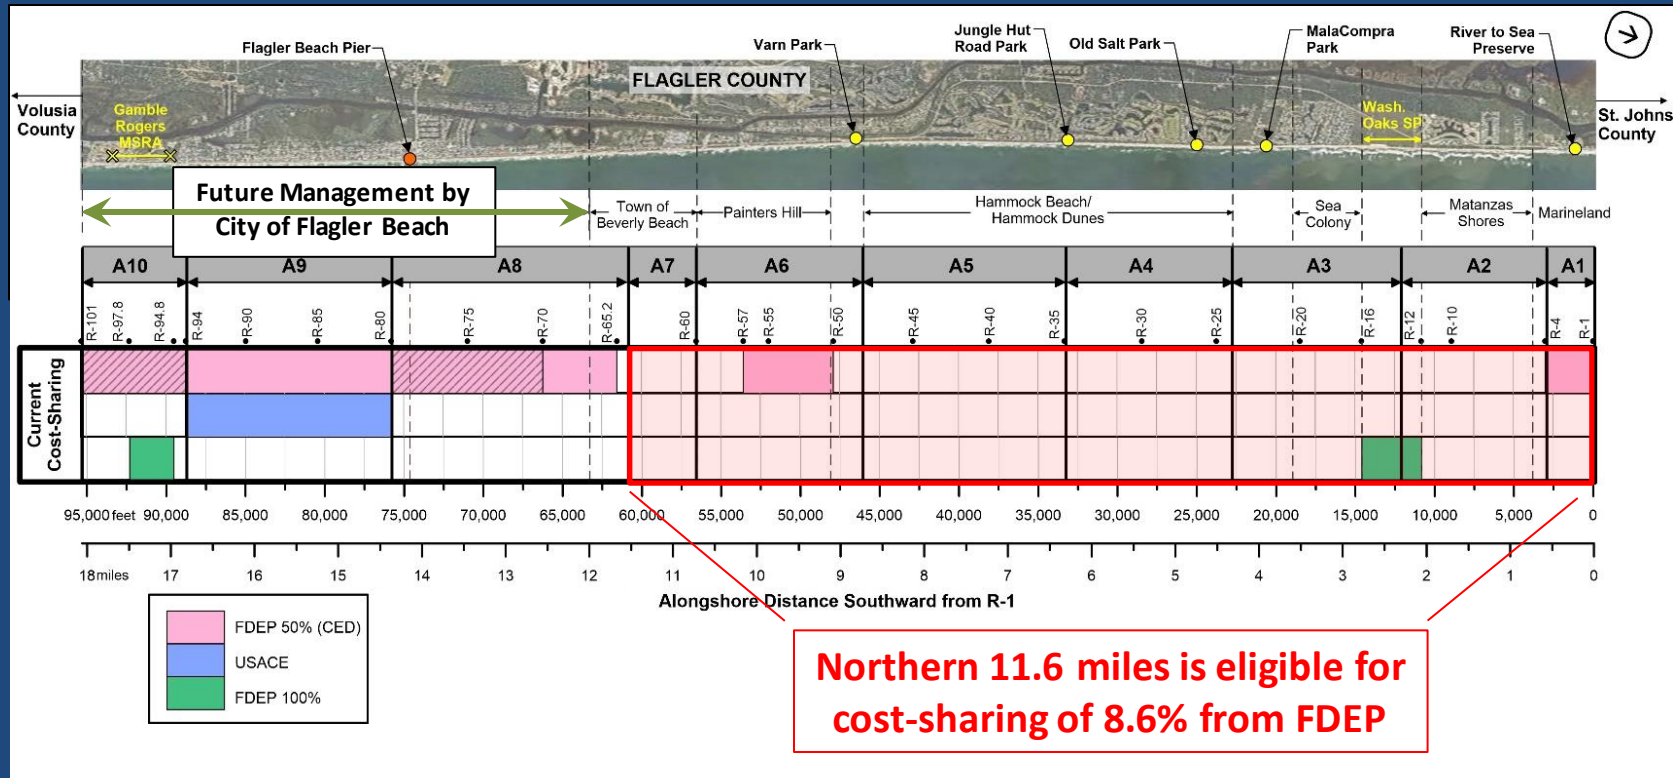 Flagler Beach Pier
Varn Park
Jungle Hut
Road Park
Old Salt Park
MalaCompra
Park
River to Sea
Preserve
FLAGLER COUNTY
Volusia
County
Gamble
Rogers
MSRA
Wash.
Oaks SP
St. Johns
County
Future Management by
City of Flagler Beach
Town of
Beverly Beach
Painters Hill
Hammock Beach/
Hammock Dunes
Sea
Colony
Matanzas
Shores
Marineland
A10 A9 A8 A7 A6 A5 A4 A3 A2 A1
R-101 R-97.8 R-94.8 R-94 R-90 R-85 R-80 R-75 R-70 R-65.2 R-60 R-57 R-55 R-50 R-45 R-40 R-35 R-30 R-25 R-20 R-16 R-12 R-10 R-4 R-1
Current
Cost-Sharing
95,000 feet 90,000 85,000 80,000 75,000 70,000 65,000 60,000 55,000 50,000 45,000 40,000 35,000 30,000 25,000 20,000 15,000 10,000 5,000 0
18 miles 17 16 15 14 13 12 11 10 9 8 7 6 5 4 3 2 1 0
Alongshore Distance Southward from R-1
FDEP 50% (CED)
USACE
FDEP 100%
Northern 11.6 miles is eligible for
cost-sharing of 8.6% from FDEP